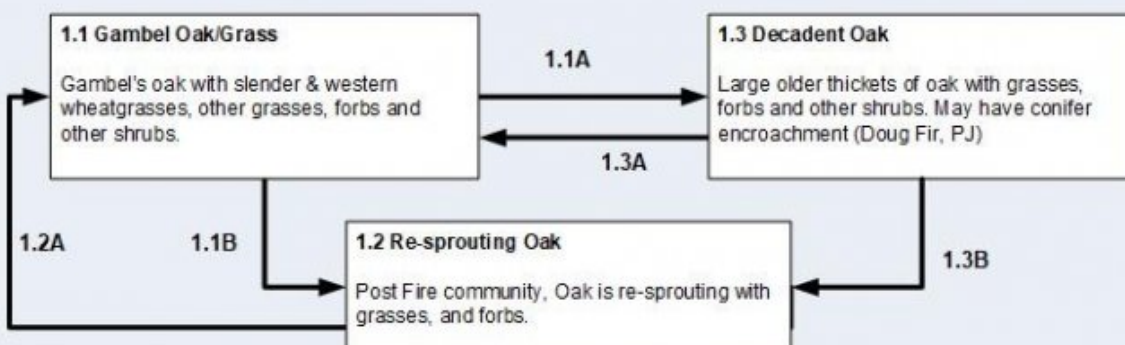 1.1 Gambel Oak/Grass
Gambel's oak with slender & western
wheatgrasses, other grasses, forbs and
other shrubs.
1.1A
1.3A
1.3 Decadent Oak
Large older thickets of oak with grasses,
forbs and other shrubs. May have conifer
encroachment (Doug Fir, PJ)
1.2A
1.1B
1.2 Re-sprouting Oak
Post Fire community, Oak is re-sprouting with
grasses, and forbs.
1.3B